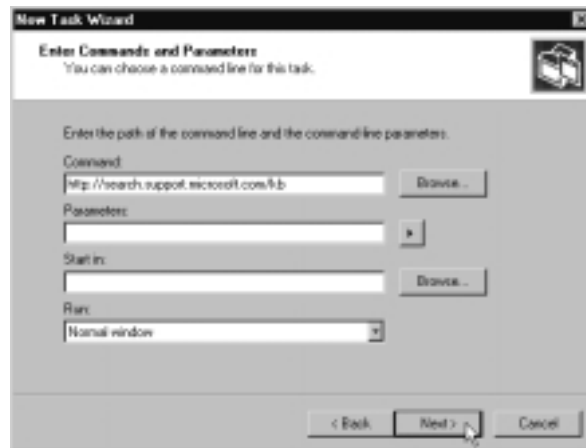 New Task Wizard
Enter Commands and Parameters
You can choose a command line for this task.
Enter the path of the command line and the command-line parameters.
Command:
http://search.support.microsoft.com/kb
Browse...
Parameters:
Start in:
Browse...
Run:
Normal window
< Back
Next >
Cancel